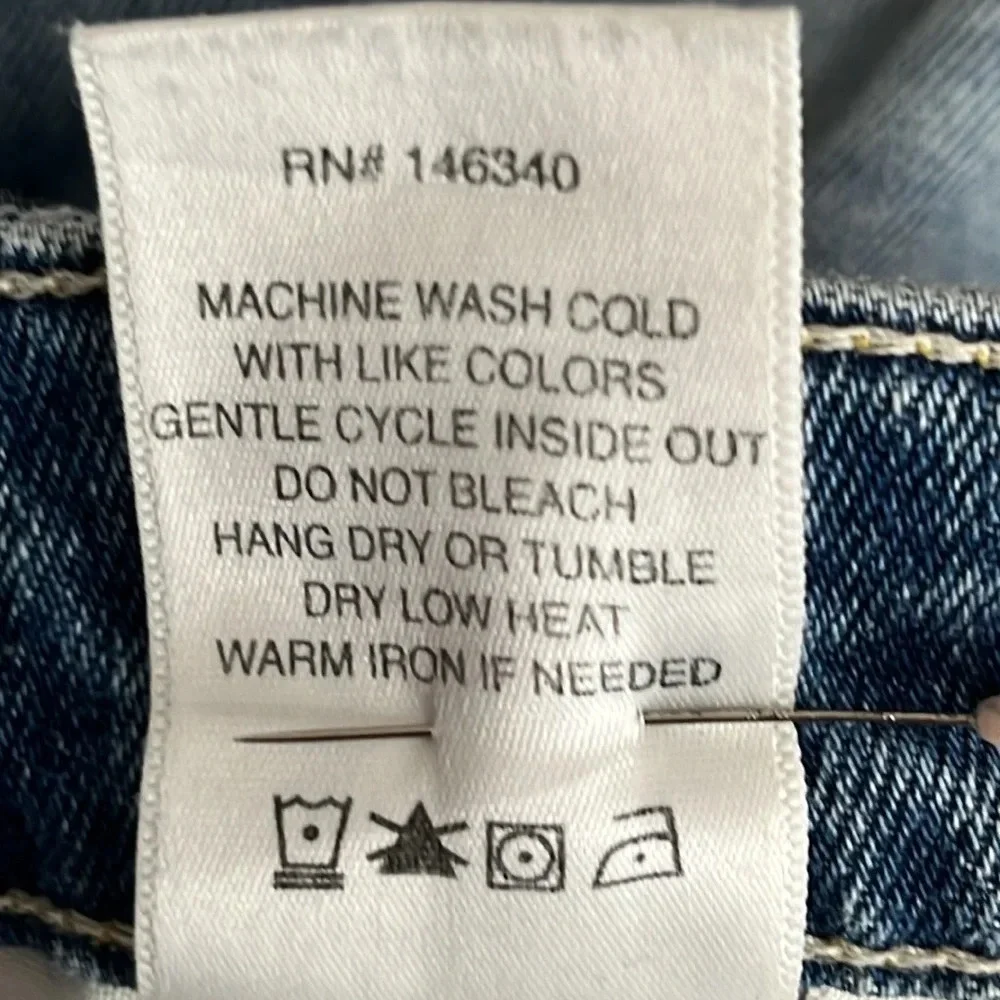 RN# 146340
MACHINE WASH COLD
WITH LIKE COLORS
GENTLE CYCLE INSIDE OUT
DO NOT BLEACH
HANG DRY OR TUMBLE
DRY LOW HEAT
WARM IRON IF NEEDED